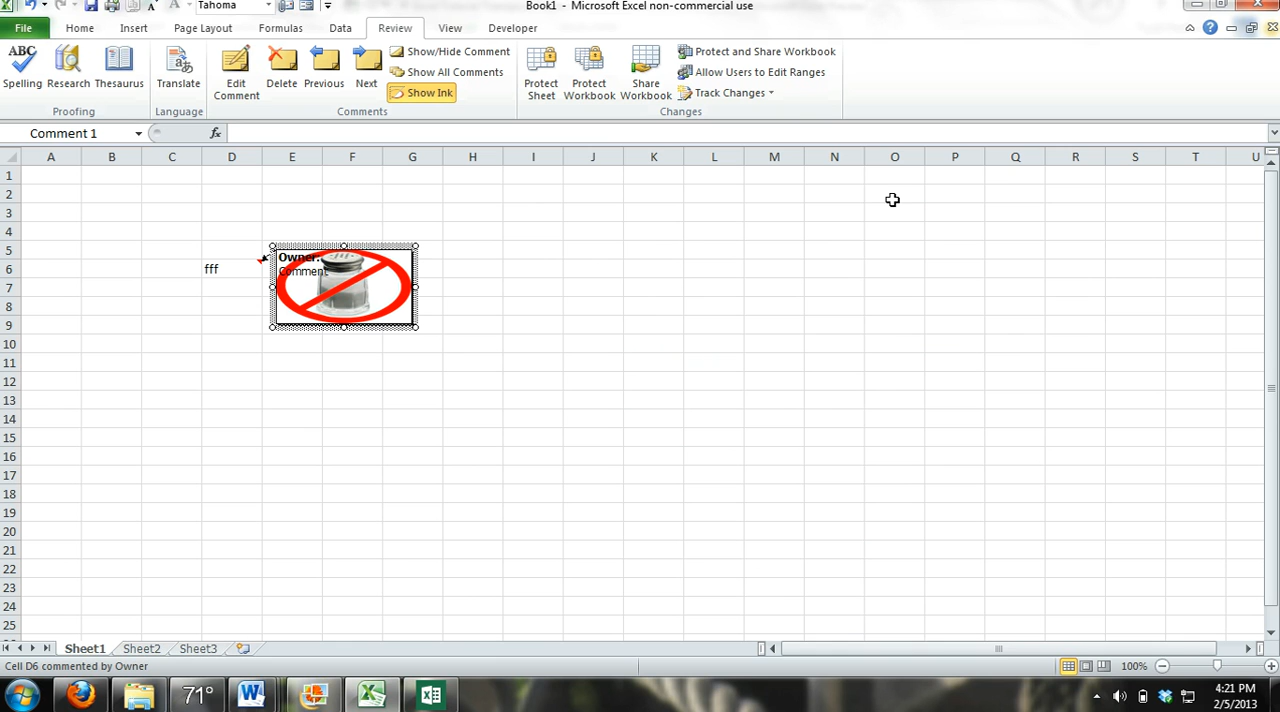 Tahoma
Book1 - Microsoft Excel non-commercial use
File Home Insert Page Layout Formulas Data Review View Developer
ABC
Spelling Research Thesaurus
Proofing
Translate
Language
Edit Comment
Delete Previous Next
Show/Hide Comment
Show All Comments
Show Ink
Comments
Protect Sheet
Protect Workbook
Share Workbook
Protect and Share Workbook
Allow Users to Edit Ranges
Track Changes
Changes
Comment 1
fx
A B C D E F G H I J K L M N O P Q R S T U
1
2
3
4
5
Owner:
6 fff Comment
7
8
9
10
11
12
13
14
15
16
17
18
19
20
21
22
23
24
25
Sheet1 Sheet2 Sheet3
Cell D6 commented by Owner
100%
71°
4:21 PM
2/5/2013